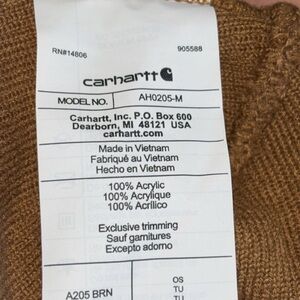 RN#14806 905588
carhartt
MODEL NO. AH0205-M
Carhartt, Inc. P.O. Box 600
Dearborn, MI 48121 USA
carhartt.com
Made in Vietnam
Fabriqué au Vietnam
Hecho en Vietnam
100% Acrylic
100% Acrylique
100% Acrílico
Exclusive trimming
Sauf garnitures
Excepto adorno
A205 BRN OS
TU
TU